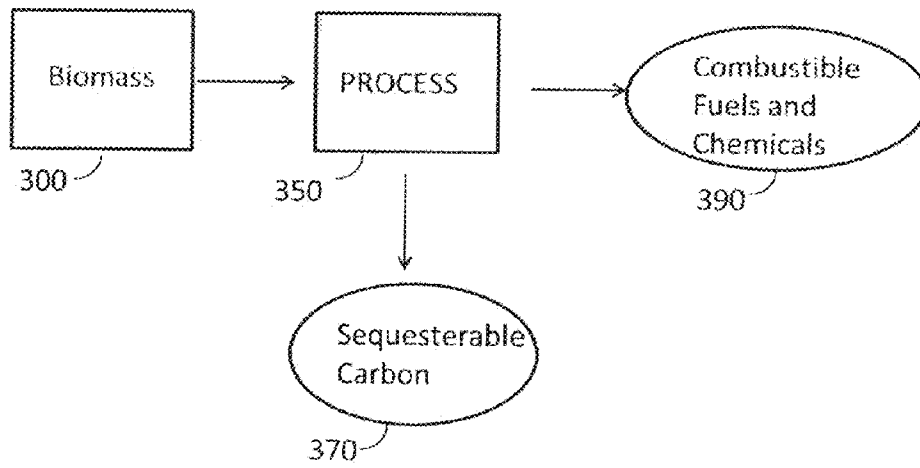 Biomass
300
PROCESS
350
Combustible
Fuels and
Chemicals
390
Sequesterable
Carbon
370